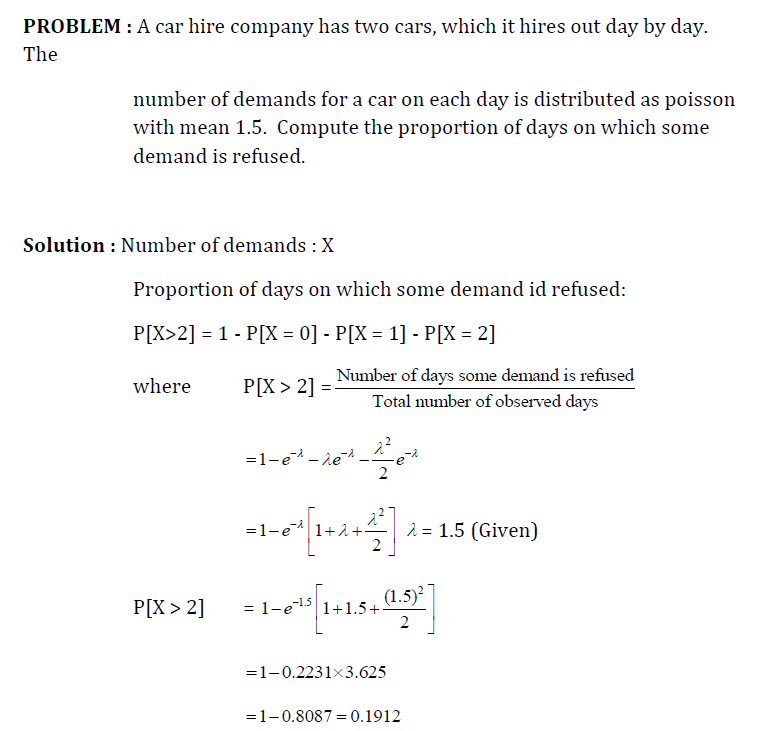 PROBLEM : A car hire company has two cars, which it hires out day by day.
The
number of demands for a car on each day is distributed as poisson
with mean 1.5. Compute the proportion of days on which some
demand is refused.
Solution : Number of demands : X
Proportion of days on which some demand id refused:
P[X>2] = 1 - P[X = 0] - P[X = 1] - P[X = 2]
where P[X > 2] = Number of days some demand is refused / Total number of observed days
=1−e^−λ − λe^−λ − λ^2/2 e^−λ
=1−e^−λ [1+λ+λ^2/2] λ = 1.5 (Given)
P[X > 2] = 1−e^−1.5 [1+1.5+(1.5)^2/2]
=1−0.2231×3.625
=1−0.8087=0.1912